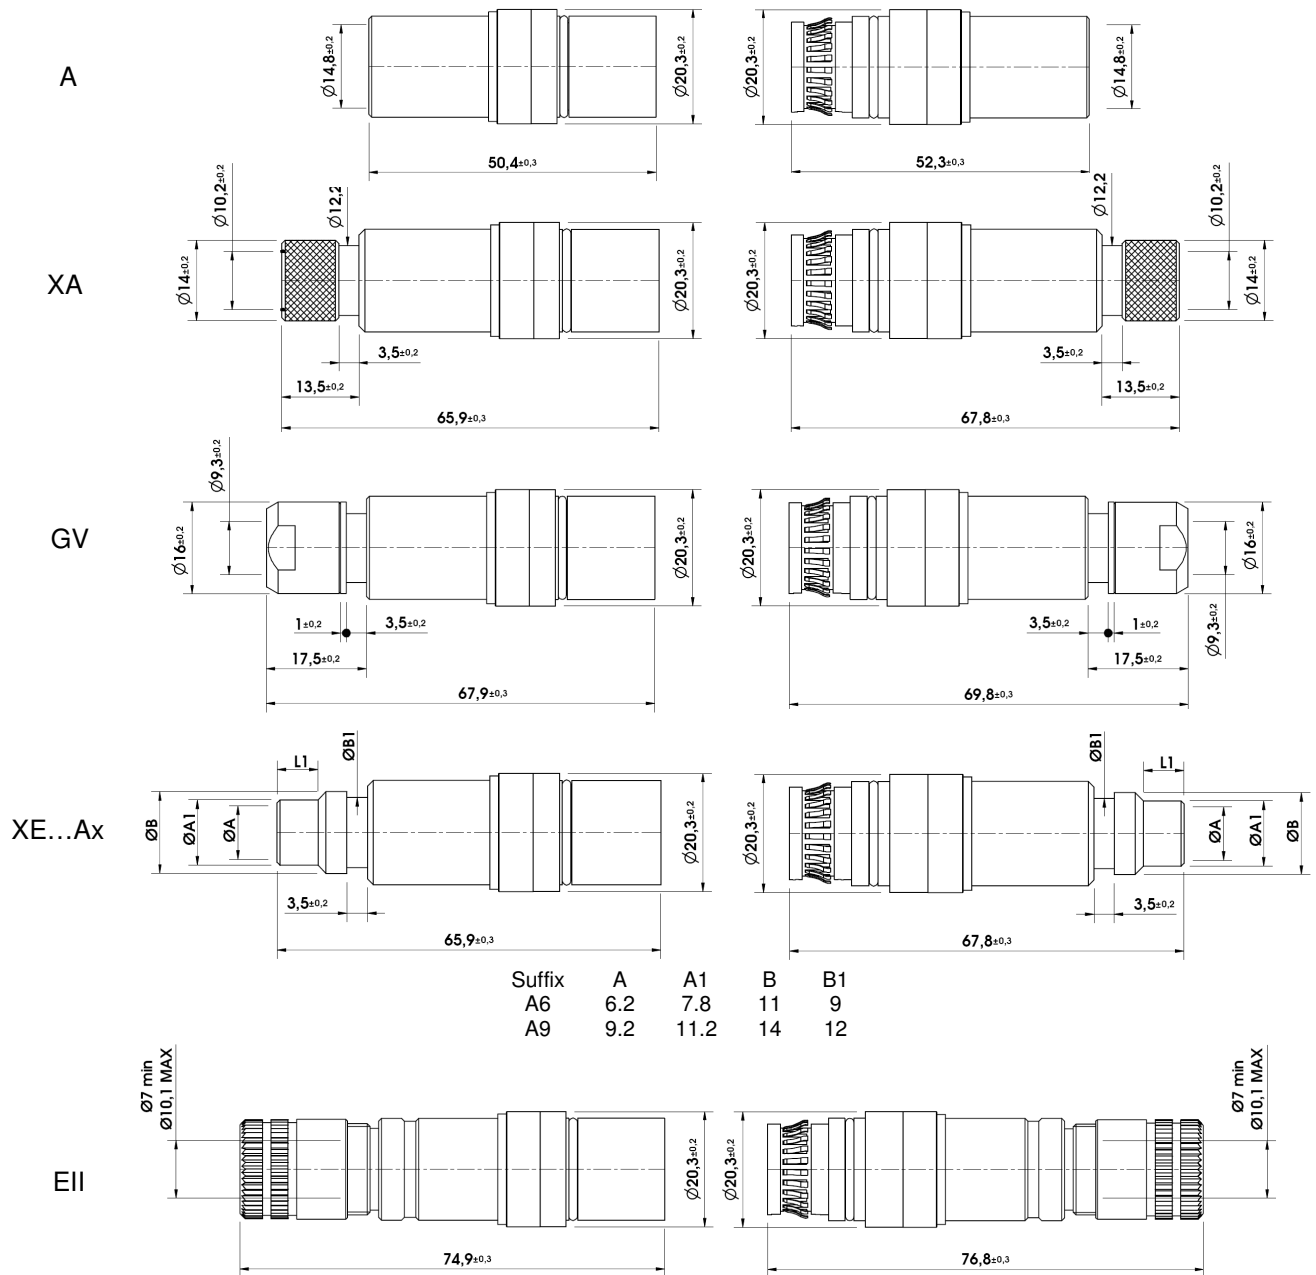 A
Ø14,8±0,2
Ø20,3±0,2
50,4±0,3
Ø20,3±0,2
Ø14,8±0,2
52,3±0,3
XA
Ø14±0,2
Ø10,2±0,2
Ø12,2
Ø20,3±0,2
3,5±0,2
13,5±0,2
65,9±0,3
Ø20,3±0,2
Ø12,2
Ø10,2±0,2
Ø14±0,2
3,5±0,2
13,5±0,2
67,8±0,3
GV
Ø16±0,2
Ø9,3±0,2
Ø20,3±0,2
1±0,2
3,5±0,2
17,5±0,2
67,9±0,3
Ø20,3±0,2
Ø16±0,2
Ø9,3±0,2
3,5±0,2
1±0,2
17,5±0,2
69,8±0,3
XE...Ax
L1
ØB1
ØB
ØA1
ØA
Ø20,3±0,2
3,5±0,2
65,9±0,3
Ø20,3±0,2
ØB1
L1
ØA
ØA1
ØB
3,5±0,2
67,8±0,3
Suffix A A1 B B1
A6 6.2 7.8 11 9
A9 9.2 11.2 14 12
EII
Ø7 min
Ø10,1 MAX
Ø20,3±0,2
74,9±0,3
Ø20,3±0,2
Ø7 min
Ø10,1 MAX
76,8±0,3